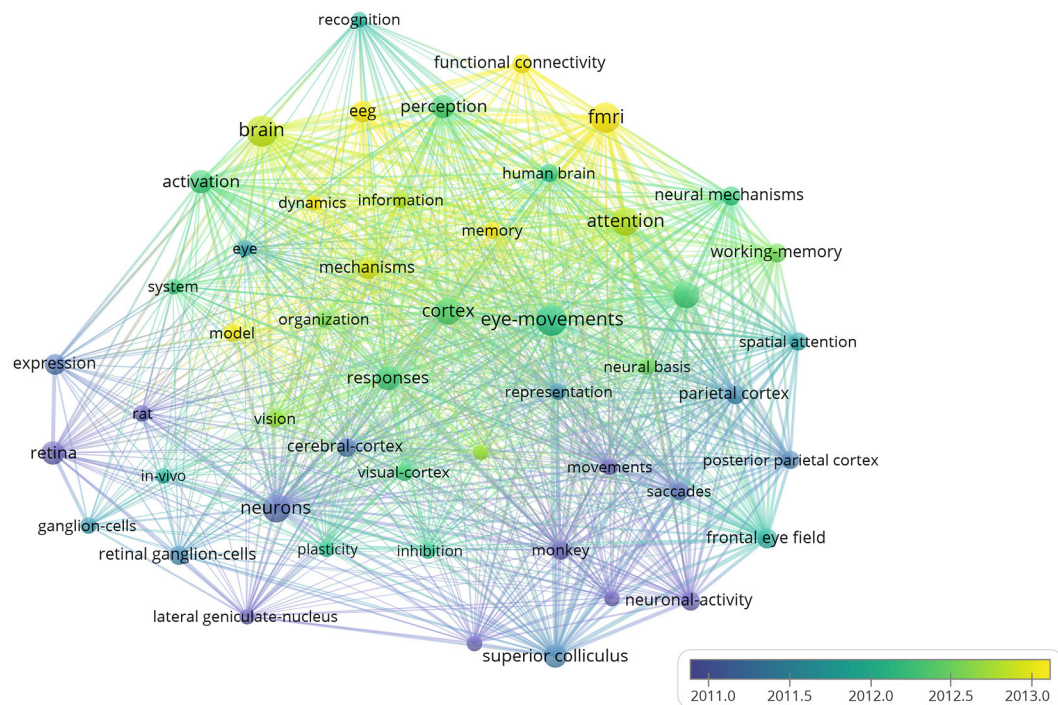 recognition
functional connectivity
eeg
perception
fmri
brain
human brain
activation
neural mechanisms
dynamics
information
attention
memory
eye
working-memory
mechanisms
system
cortex
eye-movements
organization
model
spatial attention
expression
neural basis
responses
representation
parietal cortex
rat
vision
cerebral-cortex
retina
posterior parietal cortex
movements
visual-cortex
in-vivo
saccades
neurons
ganglion-cells
frontal eye field
plasticity
inhibition
monkey
retinal ganglion-cells
neuronal-activity
lateral geniculate-nucleus
superior colliculus
2011.0 2011.5 2012.0 2012.5 2013.0